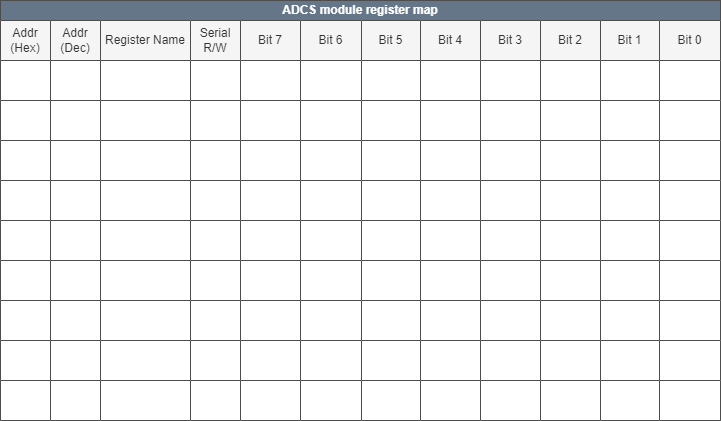 ADCS module register map
Addr (Hex) Addr (Dec) Register Name Serial R/W Bit 7 Bit 6 Bit 5 Bit 4 Bit 3 Bit 2 Bit 1 Bit 0